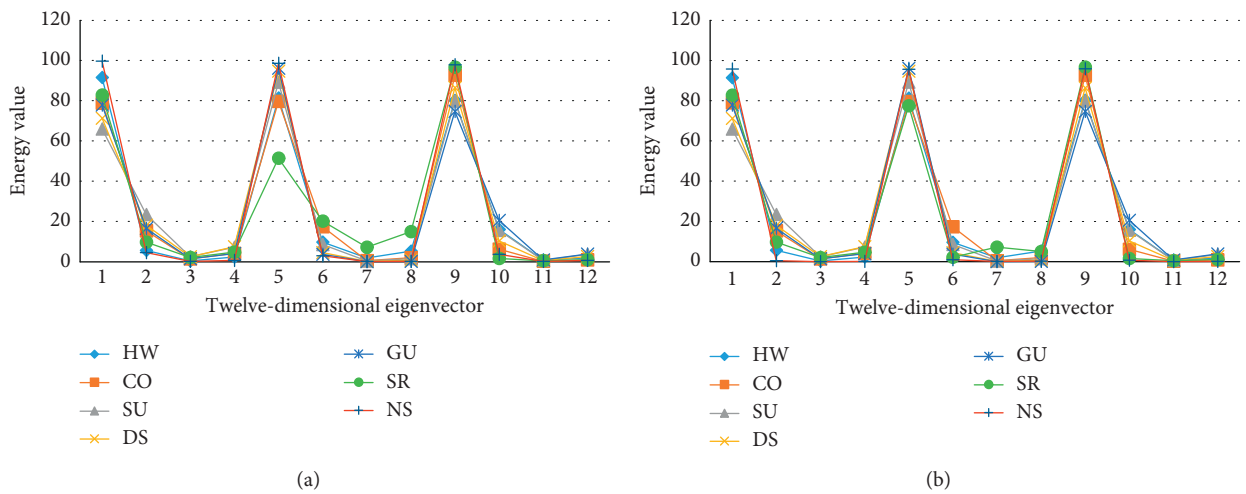 120
100
80
60
40
20
0
Energy value
1 2 3 4 5 6 7 8 9 10 11 12
Twelve-dimensional eigenvector
HW
CO
SU
DS
GU
SR
NS
(a)
120
100
80
60
40
20
0
Energy value
1 2 3 4 5 6 7 8 9 10 11 12
Twelve-dimensional eigenvector
HW
CO
SU
DS
GU
SR
NS
(b)